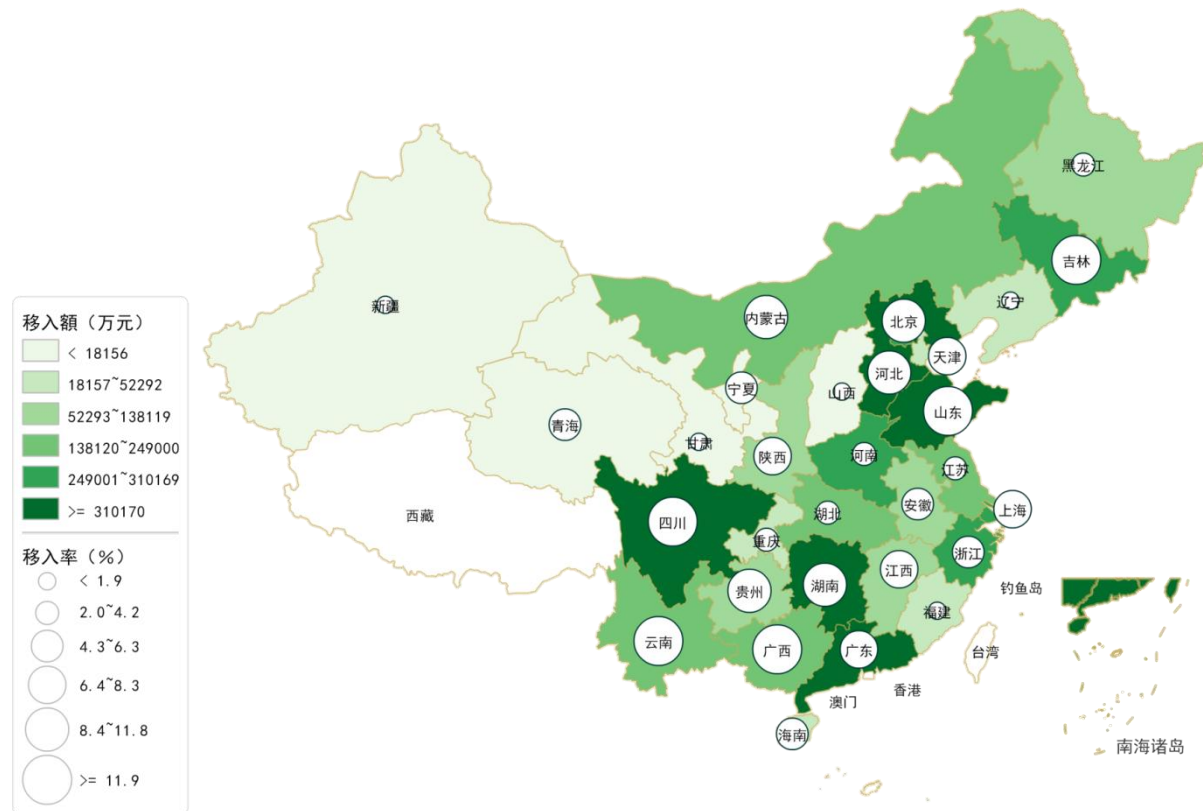 移入額（万元）
< 18156
18157~52292
52293~138119
138120~249000
249001~310169
>= 310170
移入率（%）
< 1.9
2.0~4.2
4.3~6.3
6.4~8.3
8.4~11.8
>= 11.9
黑龙江
吉林
辽宁
新疆
内蒙古
北京
天津
河北
宁夏
山西
山东
青海
甘肃
陕西
河南
江苏
西藏
四川
湖北
安徽
上海
重庆
浙江
江西
贵州
湖南
钓鱼岛
福建
云南
广西
广东
台湾
香港
澳门
海南
南海诸岛